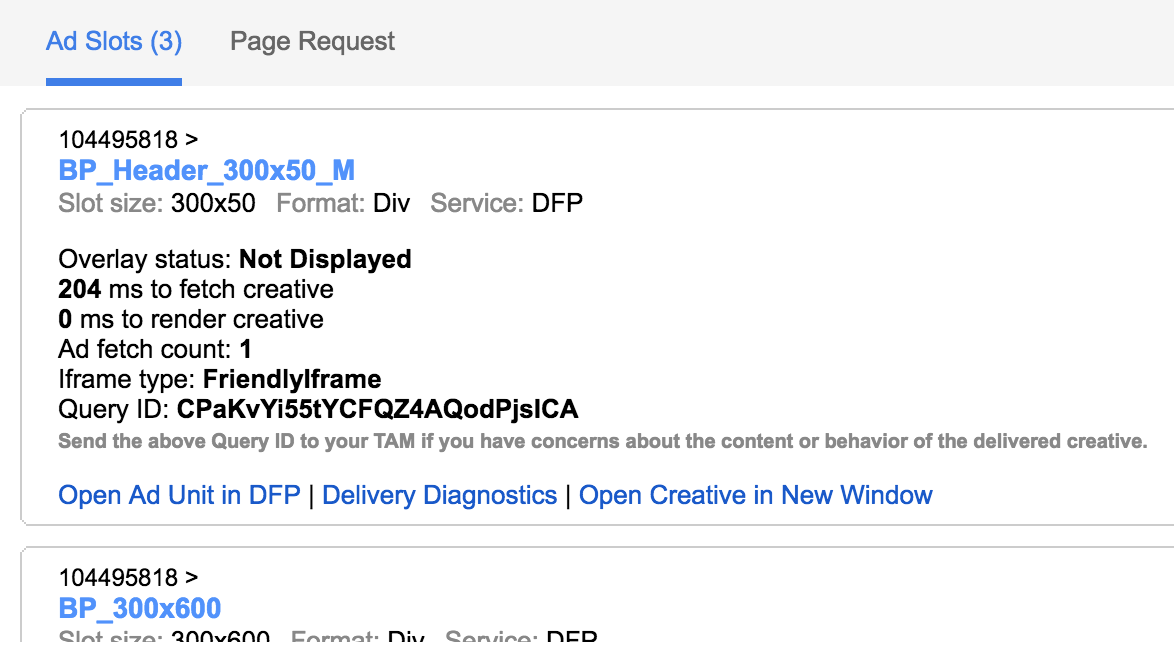 Ad Slots (3) Page Request
104495818 >
BP_Header_300x50_M
Slot size: 300x50 Format: Div Service: DFP
Overlay status: Not Displayed
204 ms to fetch creative
0 ms to render creative
Ad fetch count: 1
Iframe type: FriendlyIframe
Query ID: CPaKvYi55tYCFQZ4AQodPjsICA
Send the above Query ID to your TAM if you have concerns about the content or behavior of the delivered creative.
Open Ad Unit in DFP | Delivery Diagnostics | Open Creative in New Window
104495818 >
BP_300x600
Slot size: 300x600 Format: Div Service: DFP